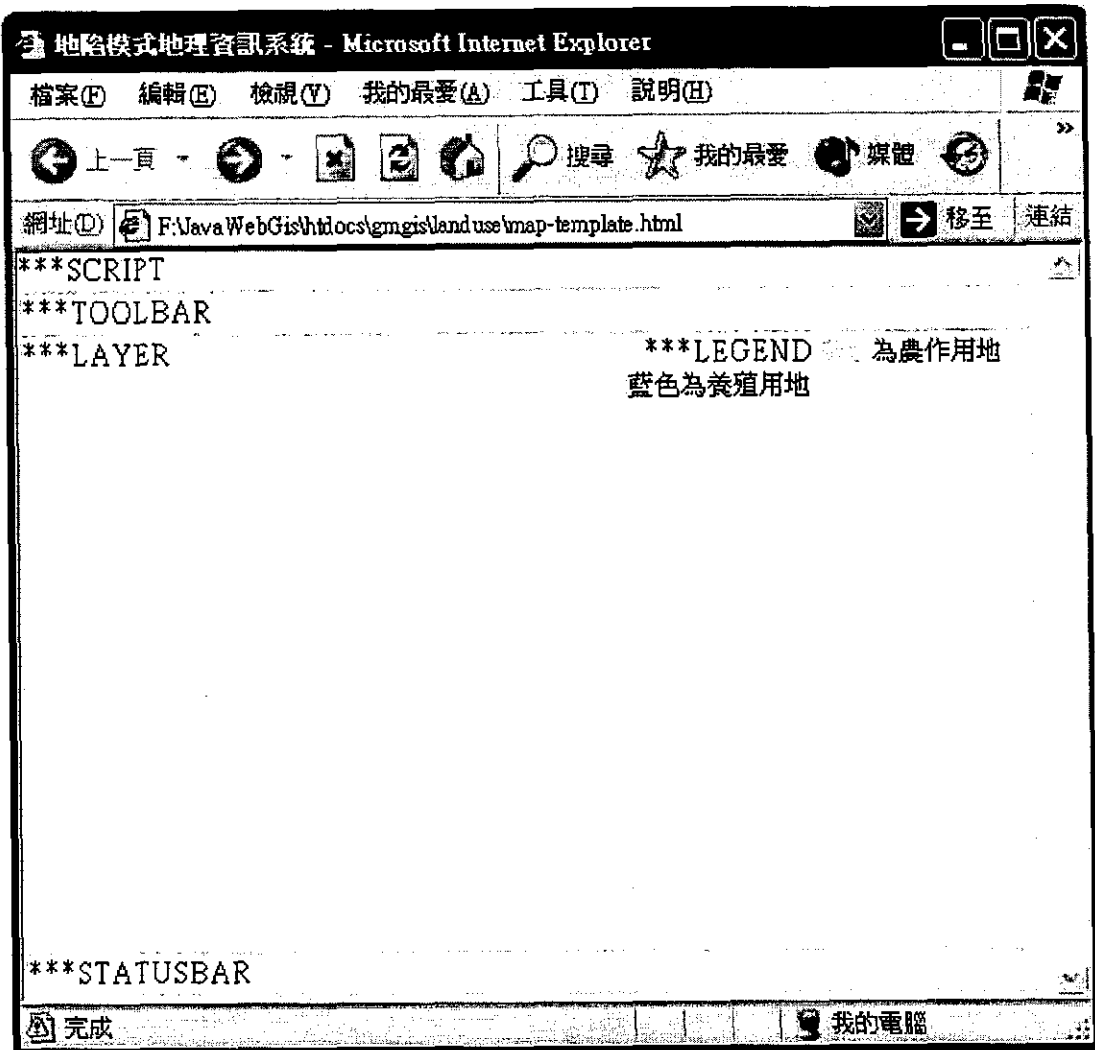 地陷模式地理資訊系統 - Microsoft Internet Explorer
檔案(F) 編輯(E) 檢視(V) 我的最愛(A) 工具(T) 說明(H)
上一頁 搜尋 我的最愛 媒體 »
網址(D) F:\JavaWebGis\htdocs\gmgis\landuse\map-template.html 移至 連結
***SCRIPT
***TOOLBAR
***LAYER ***LEGEND 為農作用地
藍色為養殖用地
***STATUSBAR
完成 我的電腦